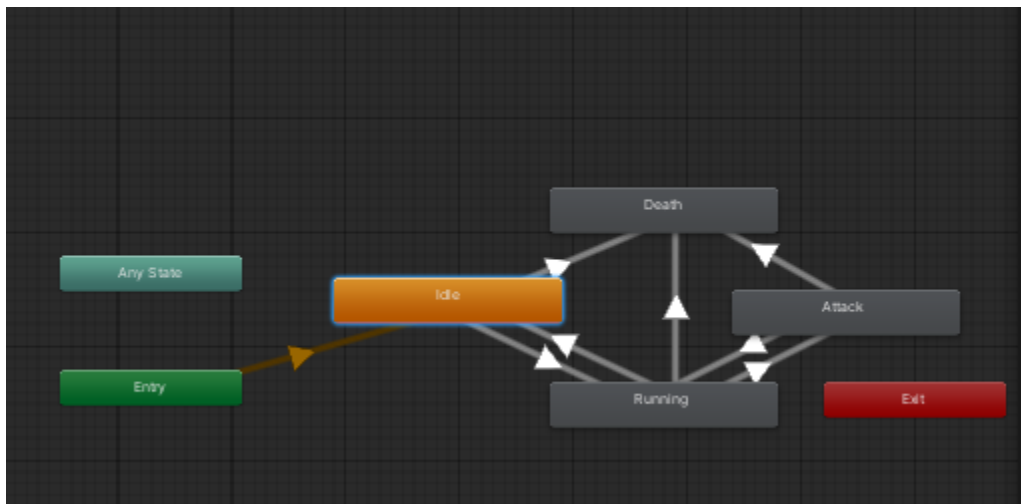 Death
Any State
Idle
Attack
Entry
Running
Exit